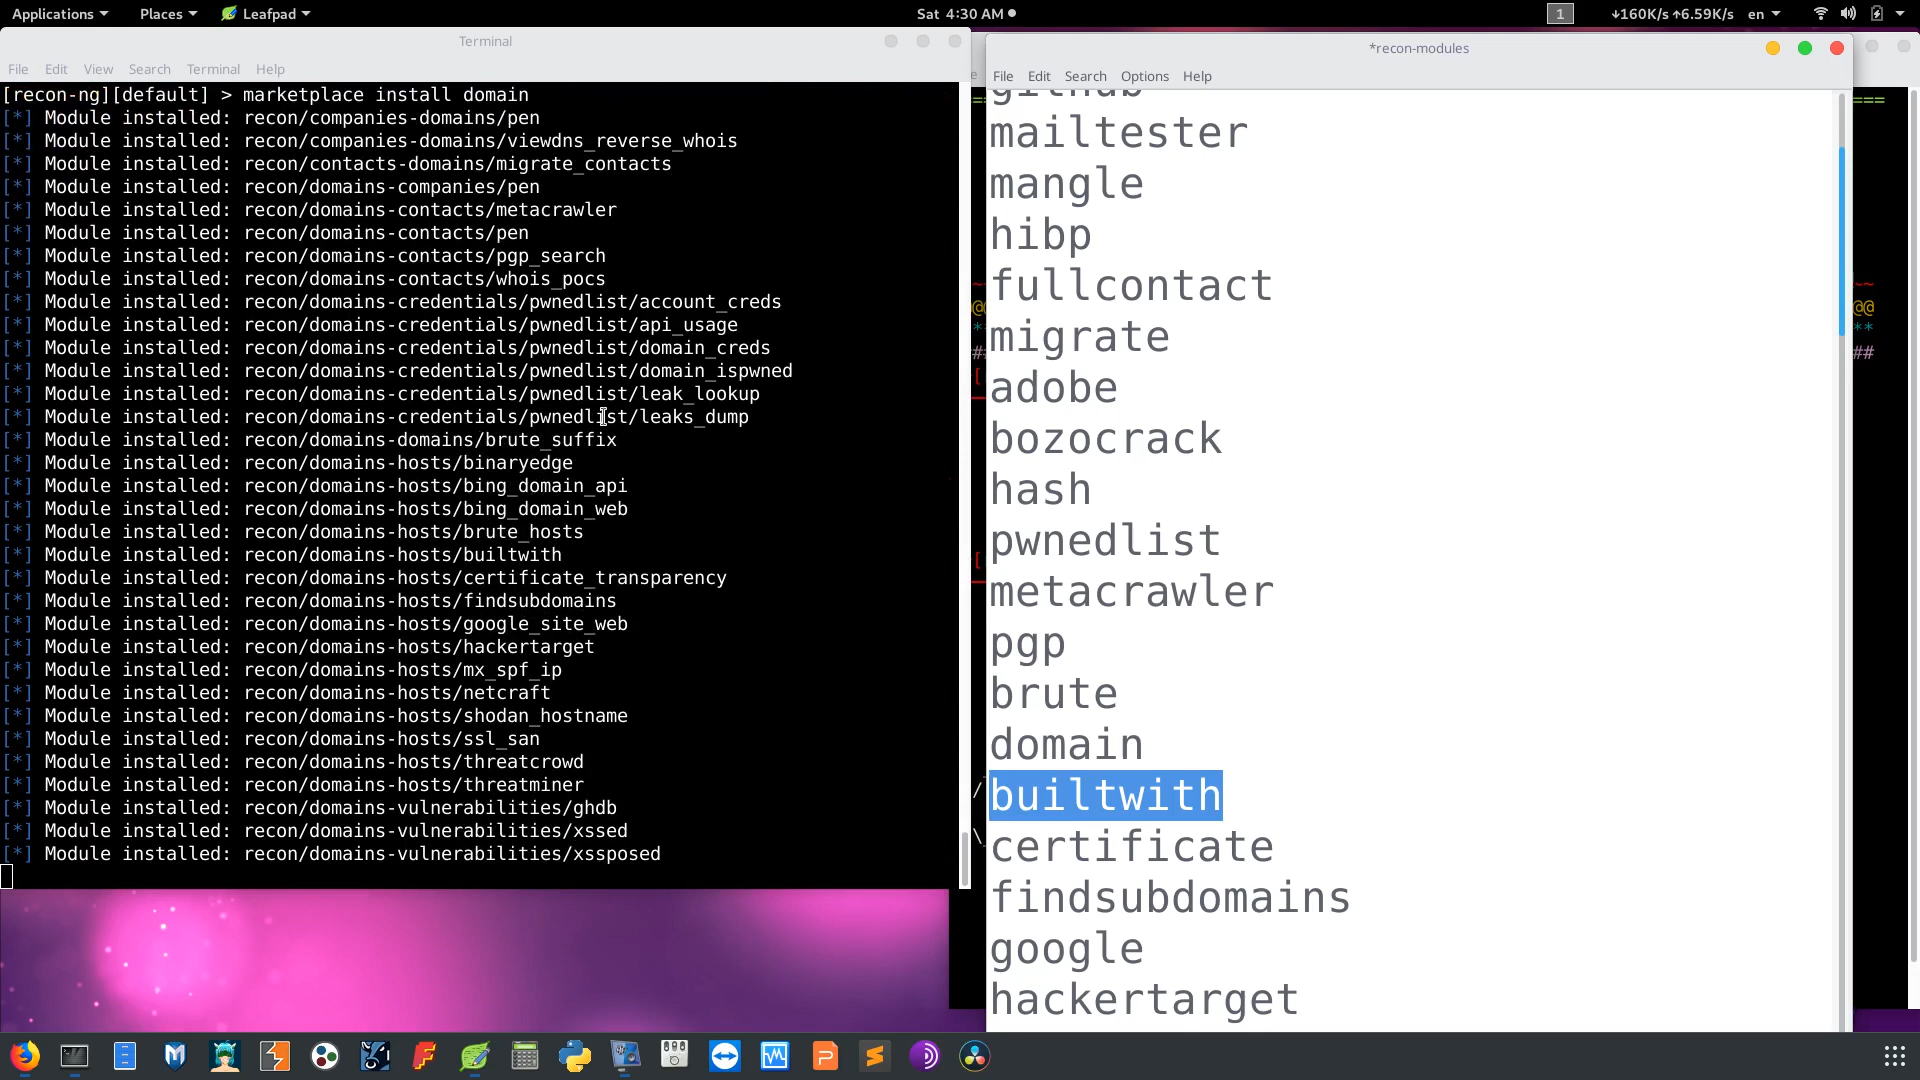 Applications Places Leafpad Sat 4:30 AM 1 ↓160K/s ↑6.59K/s en
Terminal
File Edit View Search Terminal Help
[recon-ng][default] > marketplace install domain
[*] Module installed: recon/companies-domains/pen
[*] Module installed: recon/companies-domains/viewdns_reverse_whois
[*] Module installed: recon/contacts-domains/migrate_contacts
[*] Module installed: recon/domains-companies/pen
[*] Module installed: recon/domains-contacts/metacrawler
[*] Module installed: recon/domains-contacts/pen
[*] Module installed: recon/domains-contacts/pgp_search
[*] Module installed: recon/domains-contacts/whois_pocs
[*] Module installed: recon/domains-credentials/pwnedlist/account_creds
[*] Module installed: recon/domains-credentials/pwnedlist/api_usage
[*] Module installed: recon/domains-credentials/pwnedlist/domain_creds
[*] Module installed: recon/domains-credentials/pwnedlist/domain_ispwned
[*] Module installed: recon/domains-credentials/pwnedlist/leak_lookup
[*] Module installed: recon/domains-credentials/pwnedlist/leaks_dump
[*] Module installed: recon/domains-domains/brute_suffix
[*] Module installed: recon/domains-hosts/binaryedge
[*] Module installed: recon/domains-hosts/bing_domain_api
[*] Module installed: recon/domains-hosts/bing_domain_web
[*] Module installed: recon/domains-hosts/brute_hosts
[*] Module installed: recon/domains-hosts/builtwith
[*] Module installed: recon/domains-hosts/certificate_transparency
[*] Module installed: recon/domains-hosts/findsubdomains
[*] Module installed: recon/domains-hosts/google_site_web
[*] Module installed: recon/domains-hosts/hackertarget
[*] Module installed: recon/domains-hosts/mx_spf_ip
[*] Module installed: recon/domains-hosts/netcraft
[*] Module installed: recon/domains-hosts/shodan_hostname
[*] Module installed: recon/domains-hosts/ssl_san
[*] Module installed: recon/domains-hosts/threatcrowd
[*] Module installed: recon/domains-hosts/threatminer
[*] Module installed: recon/domains-vulnerabilities/ghdb
[*] Module installed: recon/domains-vulnerabilities/xssed
[*] Module installed: recon/domains-vulnerabilities/xssposed
*recon-modules
File Edit Search Options Help
github
mailtester
mangle
hibp
fullcontact
migrate
adobe
bozocrack
hash
pwnedlist
metacrawler
pgp
brute
domain
builtwith
certificate
findsubdomains
google
hackertarget